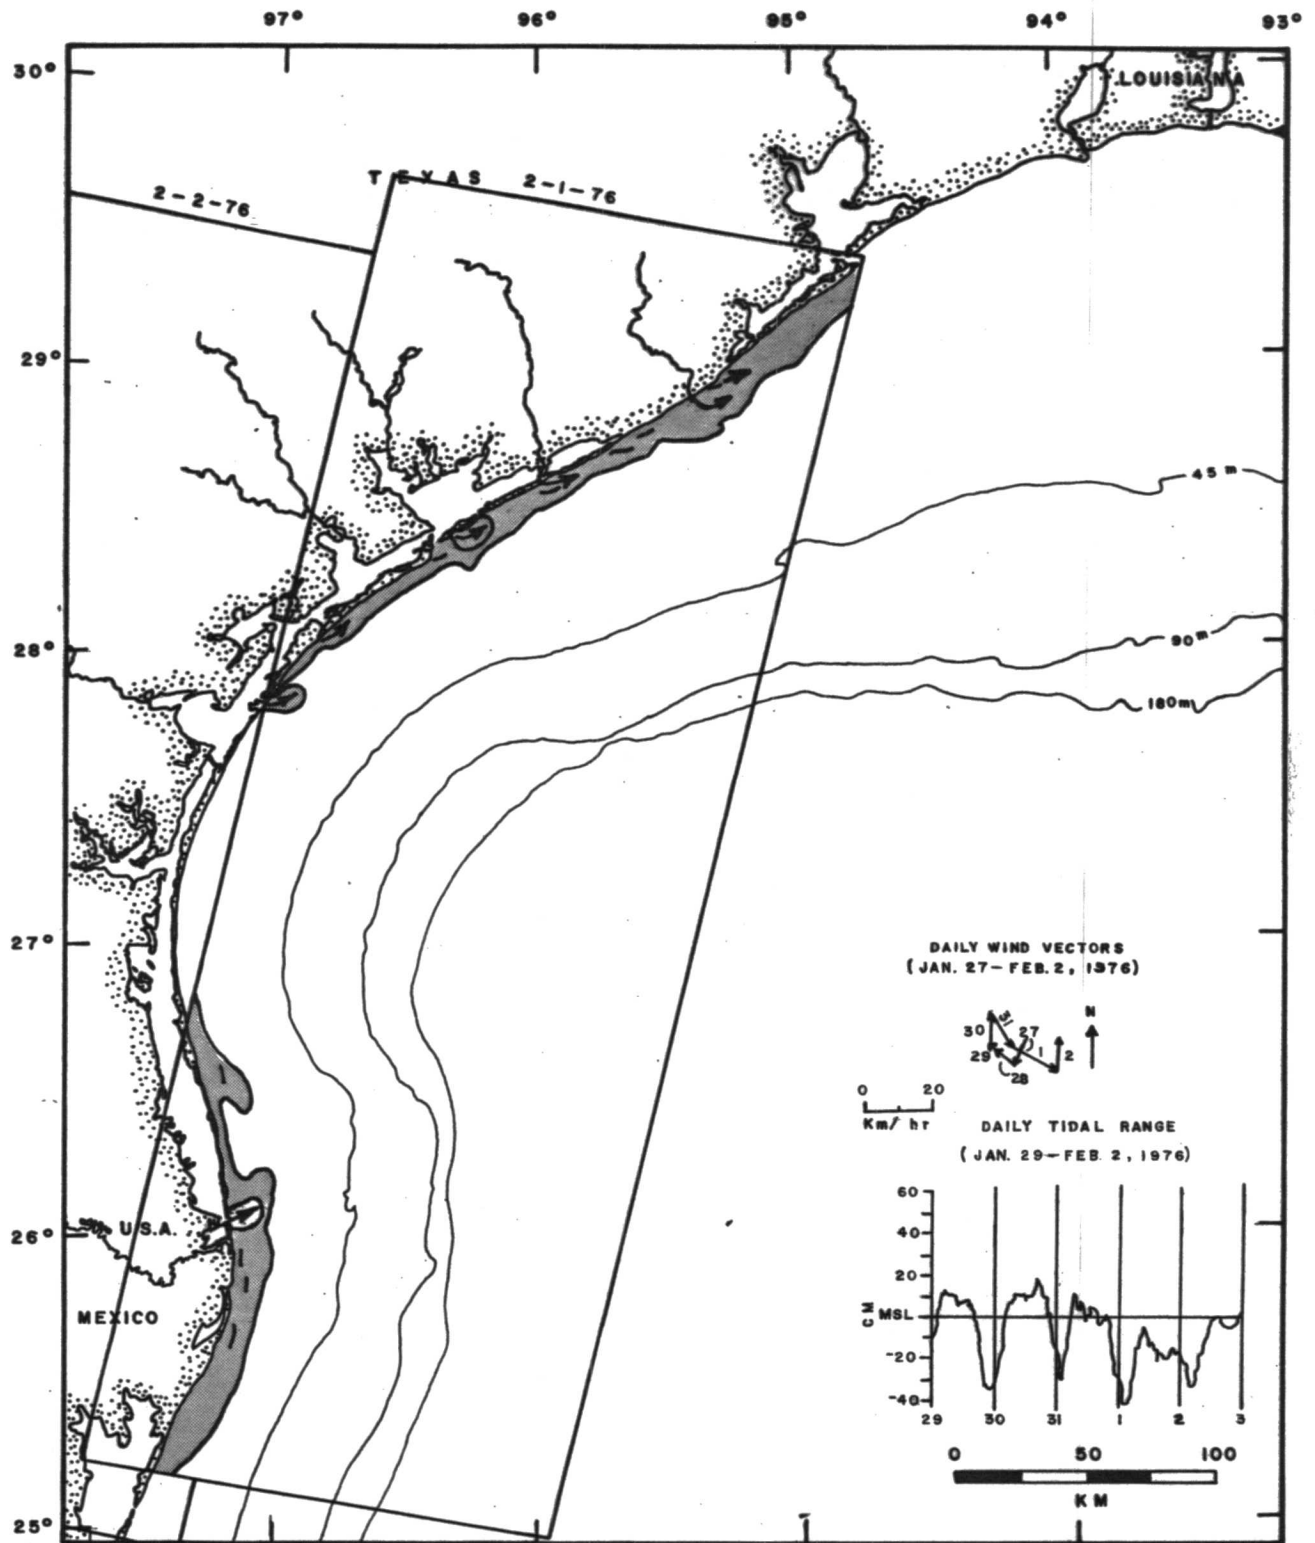 97° 96° 95° 94° 93°
30°
LOUISIANA
TEXAS 2-1-76
2-2-76
29°
45 m
28°
90m
180m
27°
DAILY WIND VECTORS
(JAN. 27-FEB. 2, 1976)
N
31
30 27
29 1 2
28
0 20
Km/hr
DAILY TIDAL RANGE
(JAN. 29-FEB. 2, 1976)
60
40
20
CM MSL
-20
-40
29 30 31 1 2 3
26°
U.S.A.
MEXICO
0 50 100
KM
25°